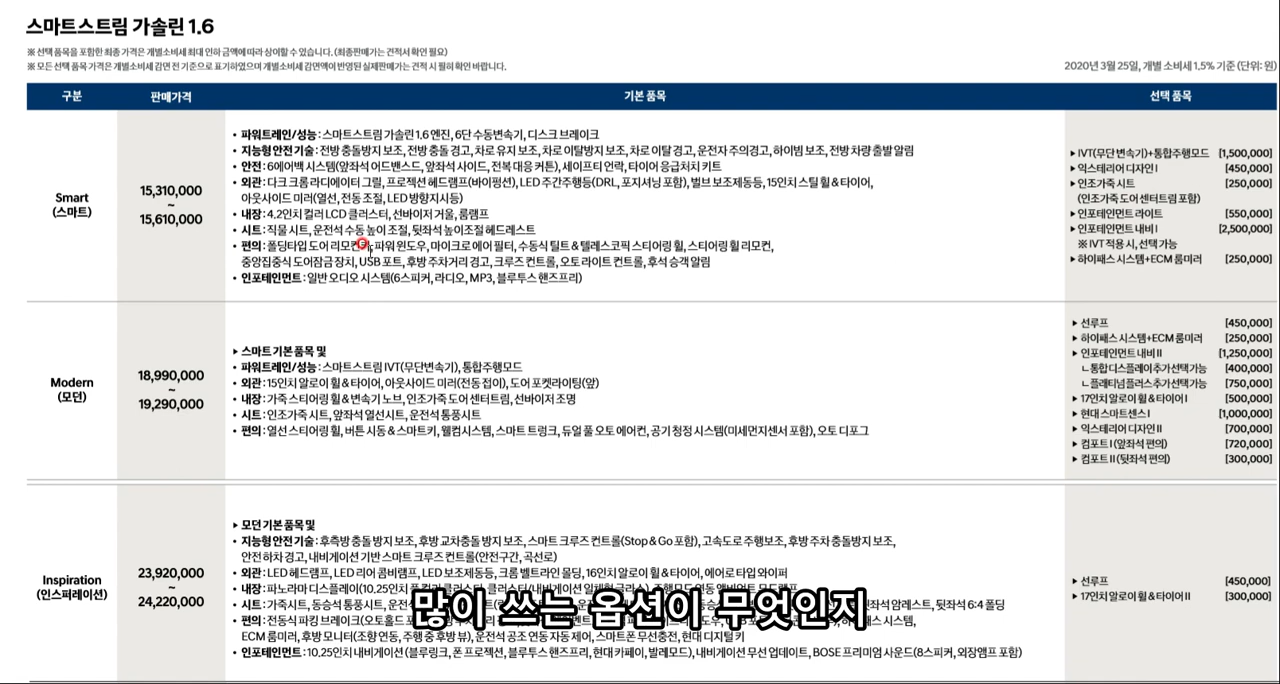 스마트스트림 가솔린 1.6
※ 선택 품목을 포함한 최종 가격은 개별소비세 최대 인하 금액에 따라 상이할 수 있습니다. (최종판매가는 견적서 확인 필요)
※ 모든 선택 품목 가격은 개별소비세 감면 전 기준으로 표기하였으며 개별소비세 감면액이 반영된 실제판매가는 견적 시 필히 확인 바랍니다.
2020년 3월 25일, 개별 소비세 1.5% 기준 (단위: 원)
구분 판매가격 기본 품목 선택 품목
Smart
(스마트)
15,310,000
~
15,610,000
• 파워트레인/성능 : 스마트스트림 가솔린 1.6 엔진, 6단 수동변속기, 디스크 브레이크
• 지능형 안전 기술 : 전방 충돌방지 보조, 전방 충돌 경고, 차로 유지 보조, 차로 이탈방지 보조, 차로 이탈 경고, 운전자 주의 경고, 하이빔 보조, 전방 차량 출발 알림
• 안전 : 6에어백 시스템(앞좌석 어드밴스드, 앞좌석 사이드, 전복 대응 커튼), 세이프티 언락, 타이어 응급처치 키트
• 외관 : 다크 크롬 라디에이터 그릴, 프로젝션 헤드램프(바이펑션), LED 주간주행등(DRL, 포지셔닝 포함), 벌브 보조제동등, 15인치 스틸 휠 & 타이어,
아웃사이드 미러(열선, 전동 조절, LED 방향지시등)
• 내장 : 4.2인치 컬러 LCD 클러스터, 선바이저 거울, 룸램프
• 시트 : 직물 시트, 운전석 수동 높이 조절, 뒷좌석 높이조절 헤드레스트
• 편의 : 폴딩타입 도어 리모컨 파워 윈도우, 마이크로 에어 필터, 수동식 틸트 & 텔레스코픽 스티어링 휠, 스티어링 휠 리모컨,
중앙집중식 도어잠금 장치, USB 포트, 후방 주차거리 경고, 크루즈 컨트롤, 오토 라이트 컨트롤, 후석 승객 알림
• 인포테인먼트 : 일반 오디오 시스템(6스피커, 라디오, MP3, 블루투스 핸즈프리)
▶ IVT(무단 변속기)+통합주행모드 [1,500,000]
▶ 익스테리어 디자인 I [450,000]
▶ 인조가죽 시트 [250,000]
(인조가죽 도어 센터트림 포함)
▶ 인포테인먼트 라이트 [550,000]
▶ 인포테인먼트 내비 I [2,500,000]
※ IVT 적용 시, 선택 가능
▶ 하이패스 시스템+ECM 룸미러 [250,000]
Modern
(모던)
18,990,000
~
19,290,000
▶ 스마트 기본 품목 및
• 파워트레인/성능 : 스마트스트림 IVT(무단변속기), 통합주행모드
• 외관 : 15인치 알로이 휠 & 타이어, 아웃사이드 미러(전동 접이), 도어 포켓라이팅(앞)
• 내장 : 가죽 스티어링 휠 & 변속기 노브, 인조가죽 도어 센터트림, 선바이저 조명
• 시트 : 인조가죽 시트, 앞좌석 열선시트, 운전석 통풍시트
• 편의 : 열선 스티어링 휠, 버튼 시동 & 스마트키, 웰컴시스템, 스마트 트렁크, 듀얼 풀 오토 에어컨, 공기 청정 시스템(미세먼지센서 포함), 오토 디포그
▶ 선루프 [450,000]
▶ 하이패스 시스템+ECM 룸미러 [250,000]
▶ 인포테인먼트 내비 II [1,250,000]
ㄴ통합 디스플레이 추가선택 가능 [400,000]
ㄴ플래티넘 플러스 추가선택 가능 [750,000]
▶ 17인치 알로이 휠 & 타이어 I [500,000]
▶ 현대 스마트센스 I [1,000,000]
▶ 익스테리어 디자인 II [700,000]
▶ 컴포트 I (앞좌석 편의) [720,000]
▶ 컴포트 II (뒷좌석 편의) [300,000]
Inspiration
(인스퍼레이션)
23,920,000
~
24,220,000
▶ 모던 기본 품목 및
• 지능형 안전 기술 : 후측방 충돌 방지 보조, 후방 교차충돌 방지 보조, 스마트 크루즈 컨트롤(Stop & Go 포함), 고속도로 주행보조, 후방 주차 충돌방지 보조,
안전 하차 경고, 내비게이션 기반 스마트 크루즈 컨트롤(안전구간, 곡선로)
• 외관 : LED 헤드램프, LED 리어 콤비램프, LED 보조제동등, 크롬 벨트라인 몰딩, 16인치 알로이 휠 & 타이어, 에어로 타입 와이퍼
• 내장 : 파노라마 디스플레이(10.25인치
• 시트 : 가죽시트, 동승석 통풍시트, 운전 뒷좌석 암레스트, 뒷좌석 6:4 폴딩
• 편의 : 전동식 파킹 브레이크(오토홀드
ECM 룸미러, 후방 모니터(조향 연동, 주행 중 후방 뷰), 운전석 공조 연동 자동 제어, 스마트폰 무선충전, 현대 디지털 키
• 인포테인먼트 : 10.25인치 내비게이션 (블루링크, 폰 프로젝션, 블루투스 핸즈프리, 현대 카페이, 발레모드), 내비게이션 무선 업데이트, BOSE 프리미엄 사운드(8스피커, 외장앰프 포함)
▶ 선루프 [450,000]
▶ 17인치 알로이 휠 & 타이어 II [300,000]
많이 쓰는 옵션이 무엇인지